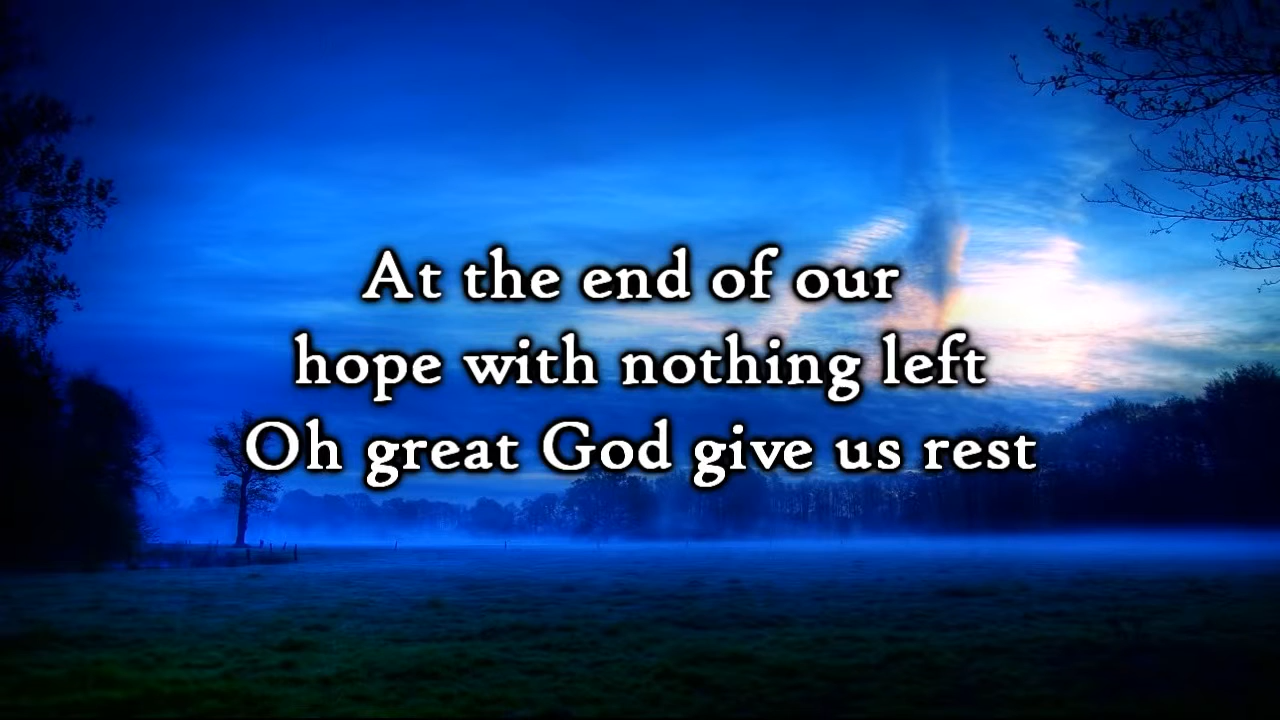 At the end of our
hope with nothing left
Oh great God give us rest